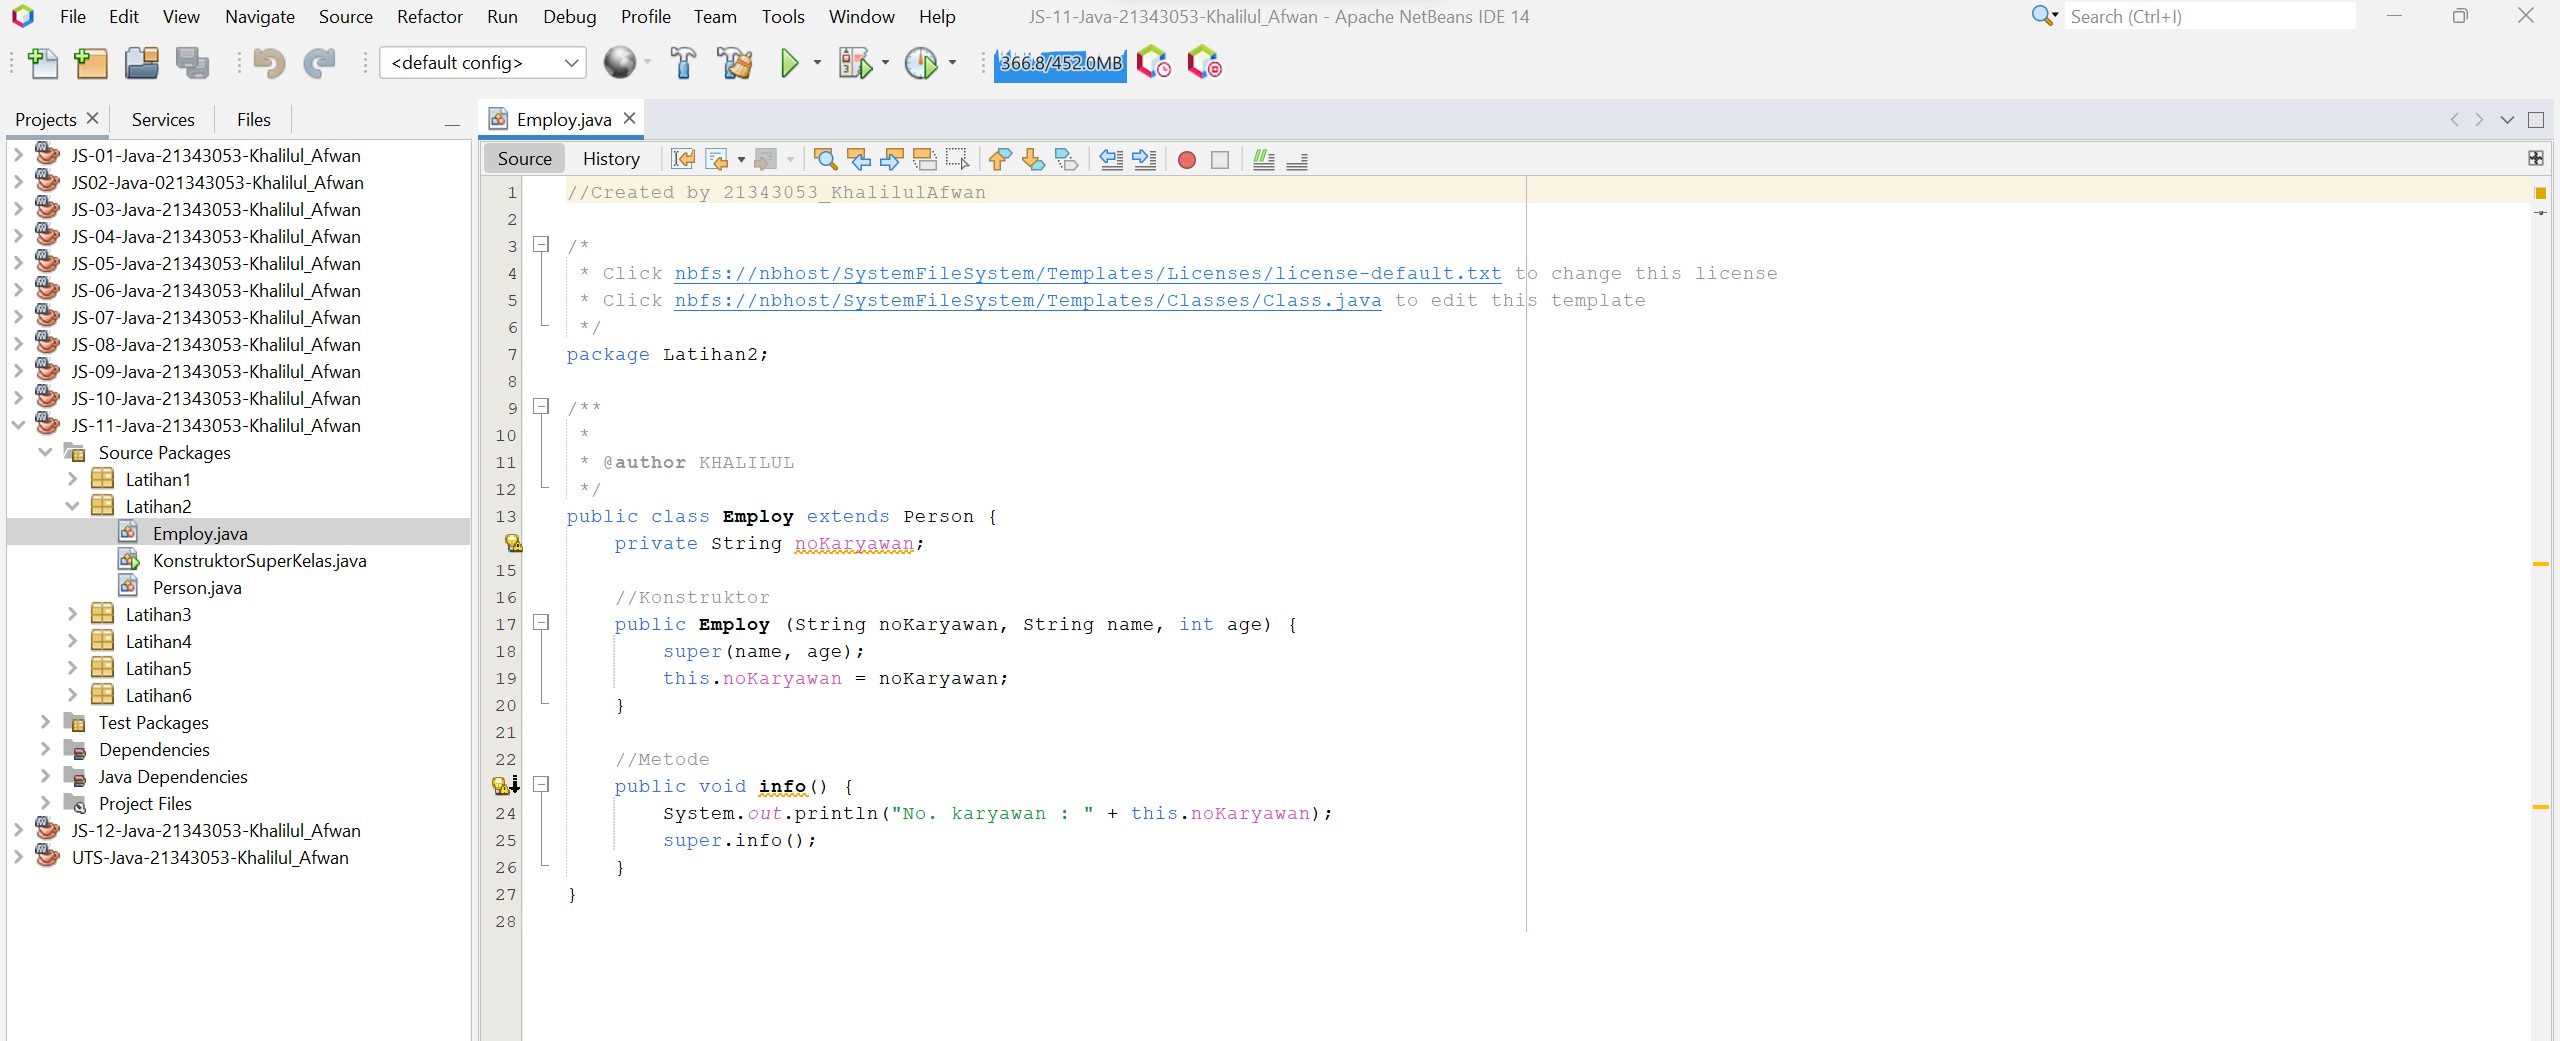 File Edit View Navigate Source Refactor Run Debug Profile Team Tools Window Help JS-11-Java-21343053-Khalilul_Afwan - Apache NetBeans IDE 14 Search (Ctrl+I)
<default config> 366.8/452.0MB
Projects Services Files
JS-01-Java-21343053-Khalilul_Afwan
JS02-Java-021343053-Khalilul_Afwan
JS-03-Java-21343053-Khalilul_Afwan
JS-04-Java-21343053-Khalilul_Afwan
JS-05-Java-21343053-Khalilul_Afwan
JS-06-Java-21343053-Khalilul_Afwan
JS-07-Java-21343053-Khalilul_Afwan
JS-08-Java-21343053-Khalilul_Afwan
JS-09-Java-21343053-Khalilul_Afwan
JS-10-Java-21343053-Khalilul_Afwan
JS-11-Java-21343053-Khalilul_Afwan
Source Packages
Latihan1
Latihan2
Employ.java
KonstruktorSuperKelas.java
Person.java
Latihan3
Latihan4
Latihan5
Latihan6
Test Packages
Dependencies
Java Dependencies
Project Files
JS-12-Java-21343053-Khalilul_Afwan
UTS-Java-21343053-Khalilul_Afwan
Employ.java
Source History
1 //Created by 21343053_KhalilulAfwan
2
3 /*
4 * Click nbfs://nbhost/SystemFileSystem/Templates/Licenses/license-default.txt to change this license
5 * Click nbfs://nbhost/SystemFileSystem/Templates/Classes/Class.java to edit this template
6 */
7 package Latihan2;
8
9 /**
10 *
11 * @author KHALILUL
12 */
13 public class Employ extends Person {
private String noKaryawan;
15
16 //Konstruktor
17 public Employ (String noKaryawan, String name, int age) {
18 super(name, age);
19 this.noKaryawan = noKaryawan;
20 }
21
22 //Metode
public void info() {
24 System.out.println("No. karyawan : " + this.noKaryawan);
25 super.info();
26 }
27 }
28